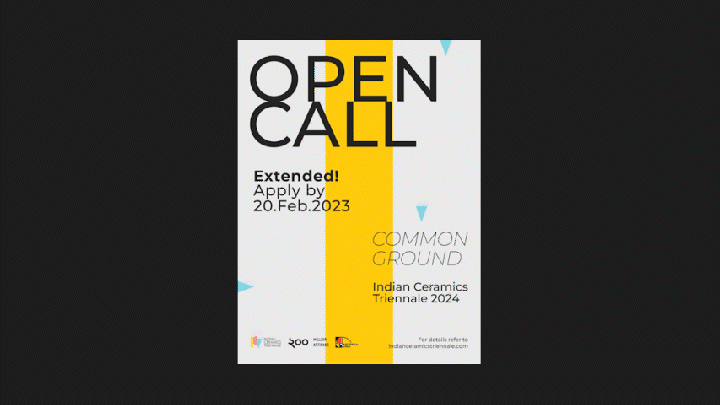 OPEN
CALL
Extended!
Apply by
20.Feb.2023
COMMON
GROUND
Indian Ceramics
Triennale 2024
For details refer to
indianceramicstriennale.com